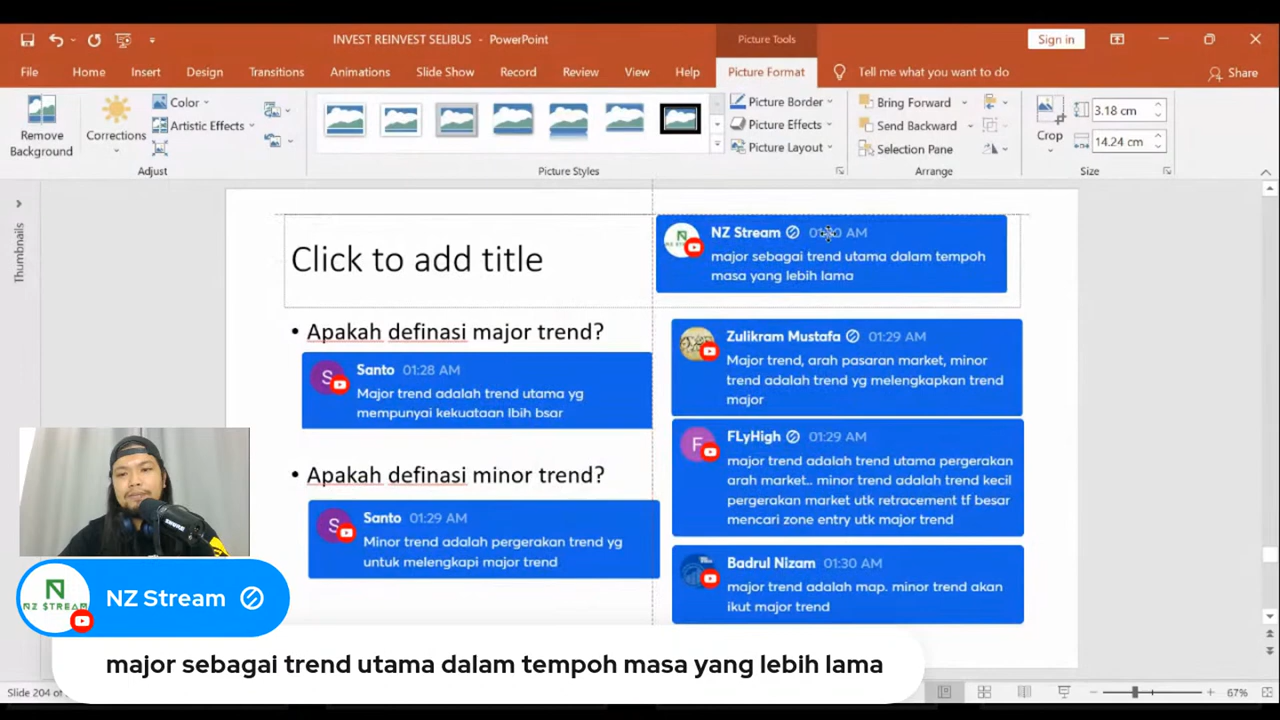 INVEST REINVEST SELIBUS - PowerPoint
Picture Tools
Sign in
File
Home
Insert
Design
Transitions
Animations
Slide Show
Record
Review
View
Help
Picture Format
Tell me what you want to do
Share
Remove Background
Corrections
Color
Artistic Effects
Adjust
Picture Styles
Picture Border
Picture Effects
Picture Layout
Bring Forward
Send Backward
Selection Pane
Arrange
Crop
3.18 cm
14.24 cm
Size
Thumbnails
Click to add title
NZ Stream AM
major sebagai trend utama dalam tempoh
masa yang lebih lama
• Apakah definasi major trend?
Santo 01:28 AM
Major trend adalah trend utama yg
mempunyai kekuataan lbih bsar
Zulikram Mustafa 01:29 AM
Major trend, arah pasaran market, minor
trend adalah trend yg melengkapkan trend
major
FLyHigh 01:29 AM
major trend adalah trend utama pergerakan
arah market.. minor trend adalah trend kecil
pergerakan market utk retracement tf besar
mencari zone entry utk major trend
• Apakah definasi minor trend?
Santo 01:29 AM
Minor trend adalah pergerakan trend yg
untuk melengkapi major trend
Badrul Nizam 01:30 AM
major trend adalah map. minor trend akan
ikut major trend
SHURE
N
NZ STREAM
NZ Stream
major sebagai trend utama dalam tempoh masa yang lebih lama
Slide 204 of
67%